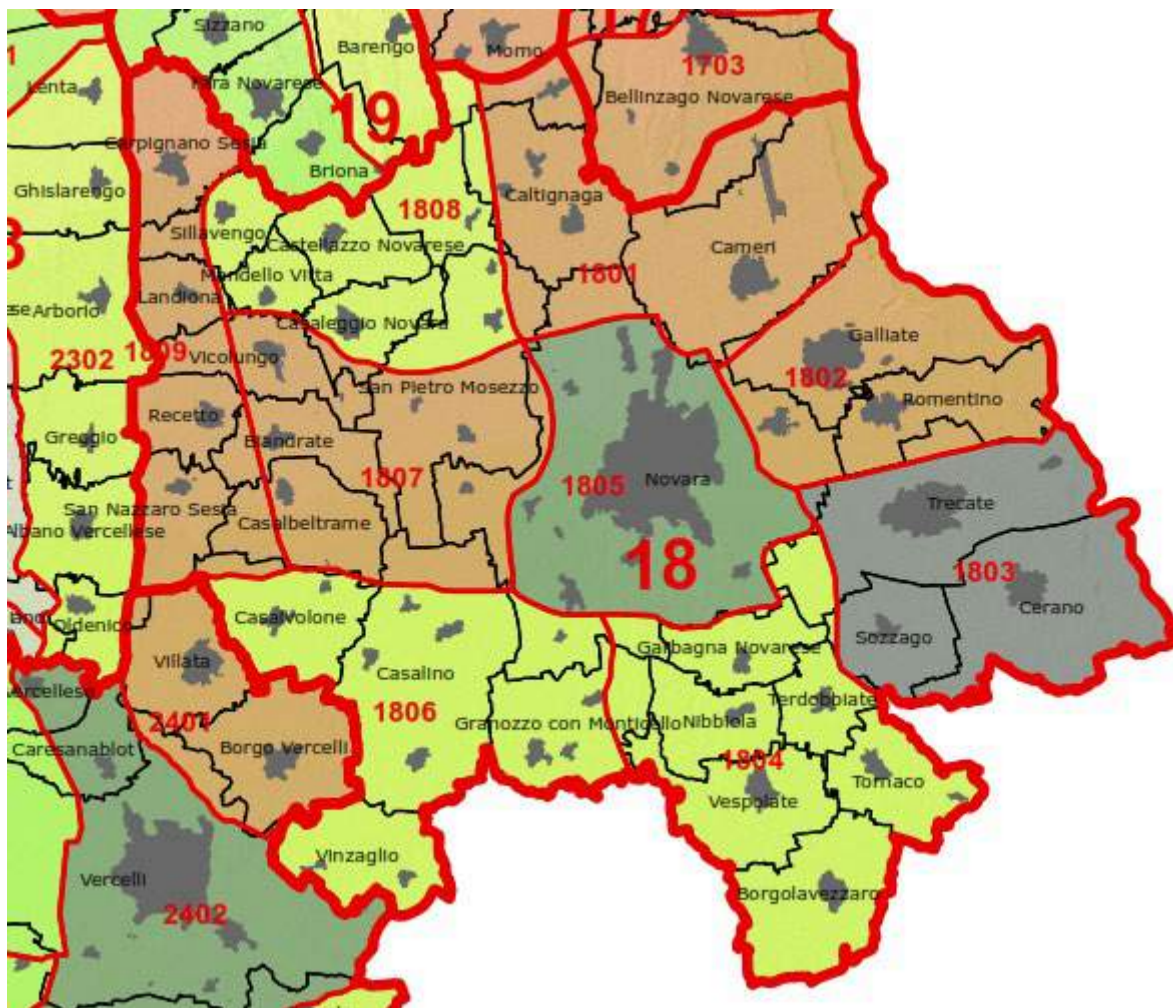 Sizzano
Barengo
Momo
1703
Lenta
Fara Novarese
Bellinzago Novarese
19
Carpignano Sesia
Briona
Ghislarengo
Caltignaga
1808
Sillavengo
Castellazzo Novarese
Cameri
Mandello Vitta
1801
Landiona
Arborio
Casaleggio Novara
Galliate
2302
1809
Vicolungo
San Pietro Mosezzo
1802
Romentino
Recetto
Greggio
Biandrate
1807
1805
Novara
Trecate
San Nazzaro Sesia
Casalbeltrame
Albano Vercellese
18
1803
Cerano
Oldenico
Casalvolone
Sozzago
Villata
Garbagna Novarese
Casalino
Terdobbiate
1806
Granozzo con Monticello
Nibbiola
2401
Caresanablot
Borgo Vercelli
1804
Tornaco
Vespolate
Vinzaglio
Vercelli
Borgolavezzaro
2402